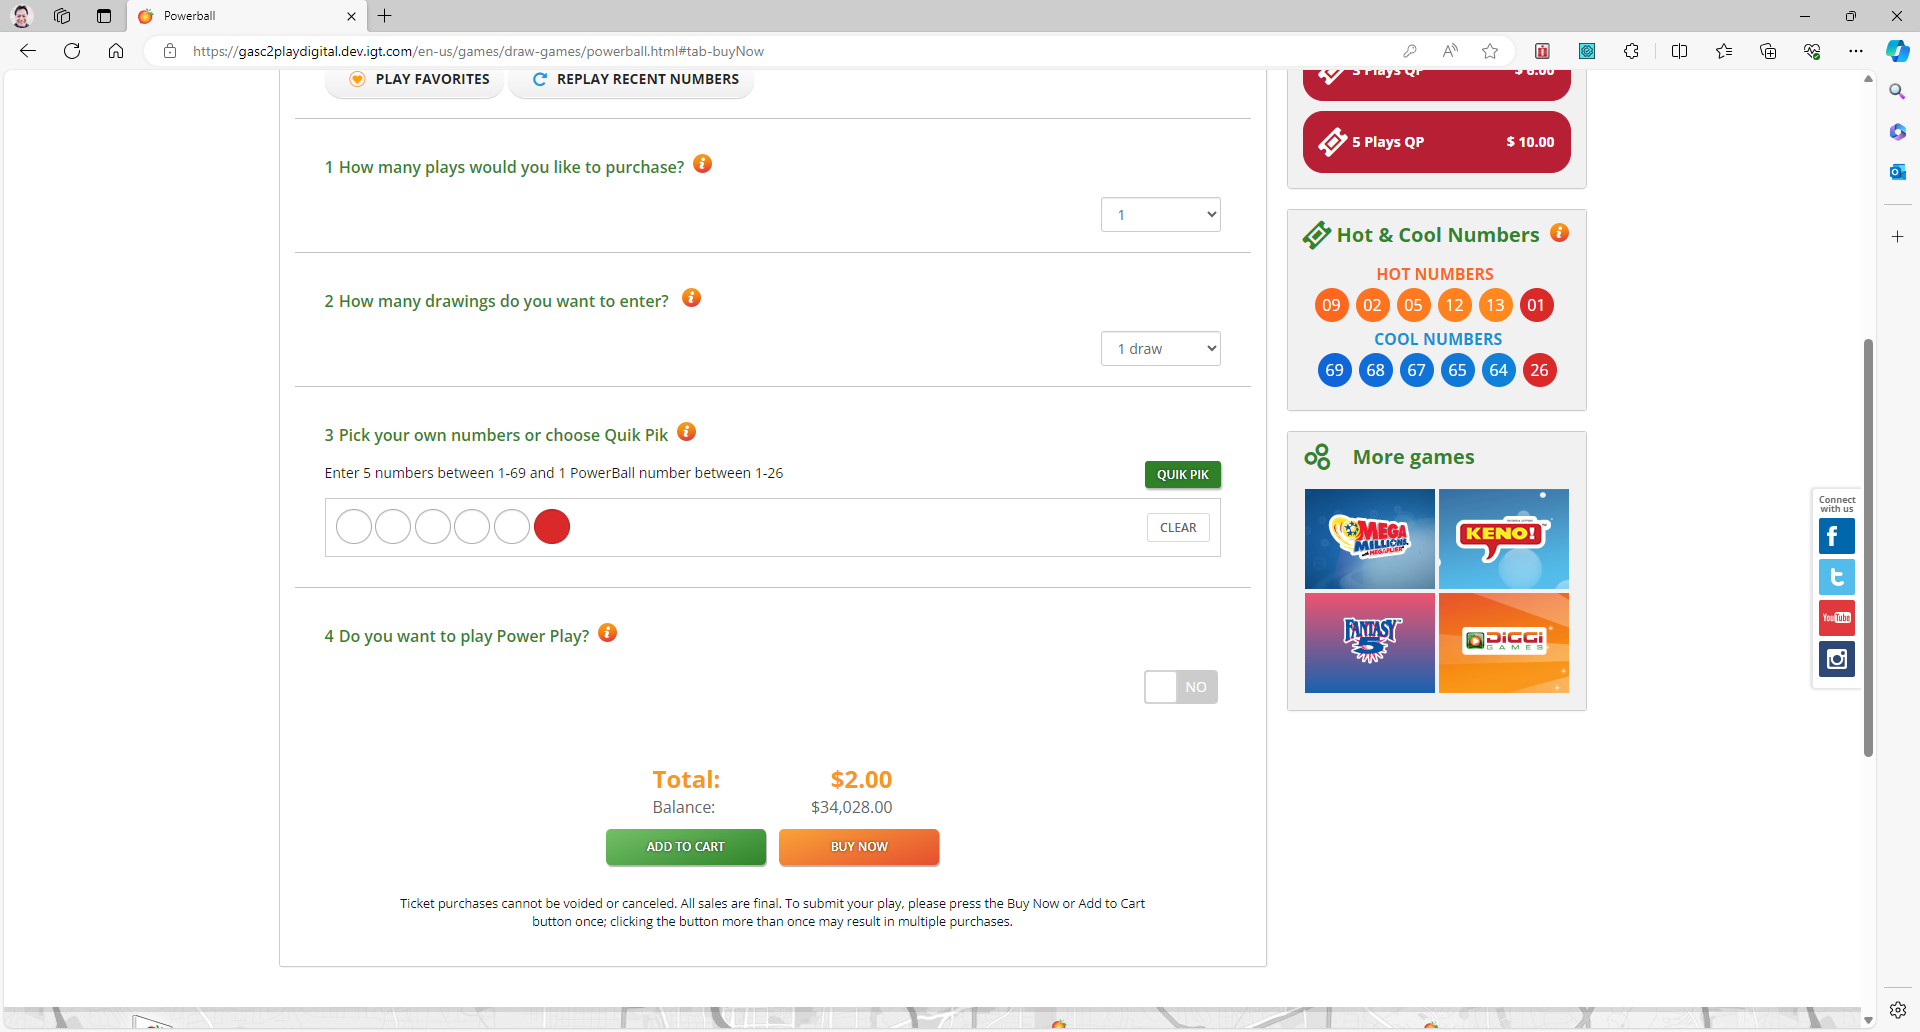 Powerball
https://gasc2playdigital.dev.igt.com/en-us/games/draw-games/powerball.html#tab-buyNow
PLAY FAVORITES
REPLAY RECENT NUMBERS
3 Plays QP
$ 6.00
5 Plays QP
$ 10.00
1 How many plays would you like to purchase?
1
2 How many drawings do you want to enter?
1 draw
3 Pick your own numbers or choose Quik Pik
Enter 5 numbers between 1-69 and 1 PowerBall number between 1-26
QUIK PIK
CLEAR
4 Do you want to play Power Play?
NO
Total:
$2.00
Balance:
$34,028.00
ADD TO CART
BUY NOW
Ticket purchases cannot be voided or canceled. All sales are final. To submit your play, please press the Buy Now or Add to Cart
button once; clicking the button more than once may result in multiple purchases.
Hot & Cool Numbers
HOT NUMBERS
09 02 05 12 13 01
COOL NUMBERS
69 68 67 65 64 26
More games
MEGA
MILLIONS
with MEGAPLIER
KENO!
FANTASY
5
DIGGI
GAMES
Connect
with us
YouTube